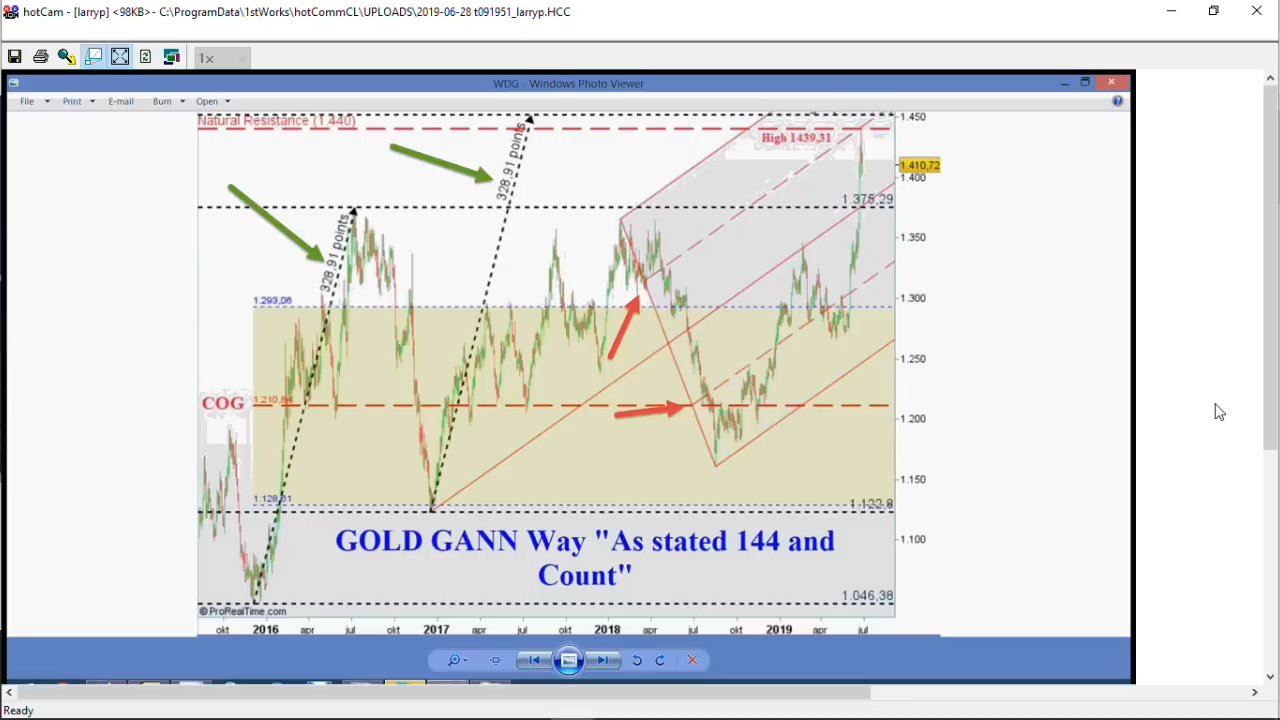 hotCam - [larryp] <98KB>- C:\ProgramData\1stWorks\hotCommCL\UPLOADS\2019-06-28 t091951_larryp.HCC
1x
WDG - Windows Photo Viewer
File Print E-mail Burn Open
Natural Resistance (1.440)
High 1439,31
1.450
1.410,72
1.400
1.375,29
328,91 points
328,91 points
1.350
1.293,06
1.300
1.250
COG
1.210,84
1.200
1.150
1.128,61
1.122,8
GOLD GANN Way "As stated 144 and
Count"
1.100
1.046,38
© ProRealTime.com
okt 2016 apr jul okt 2017 apr jul okt 2018 apr jul okt 2019 apr jul
Ready